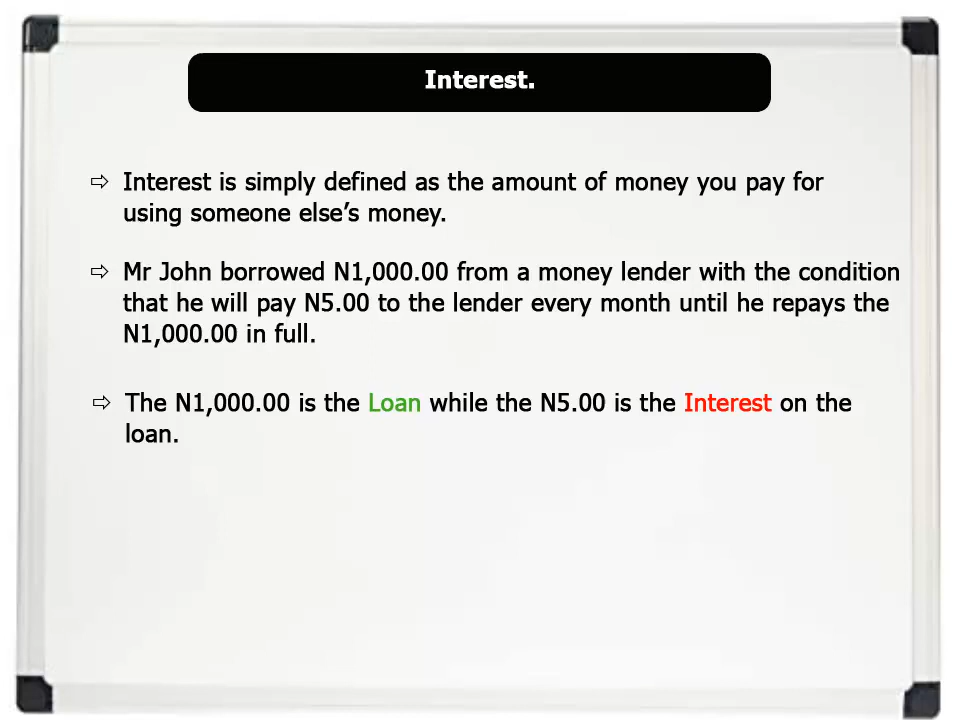 Interest.
⇨ Interest is simply defined as the amount of money you pay for
using someone else’s money.
⇨ Mr John borrowed N1,000.00 from a money lender with the condition
that he will pay N5.00 to the lender every month until he repays the
N1,000.00 in full.
⇨ The N1,000.00 is the Loan while the N5.00 is the Interest on the
loan.